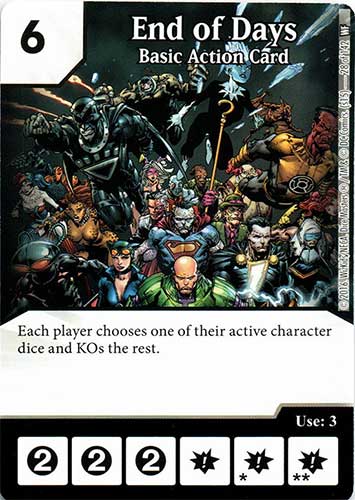 6
End of Days
Basic Action Card
Each player chooses one of their active character
dice and KOs the rest.
Use: 3
2 2 2 ! ! !
* **